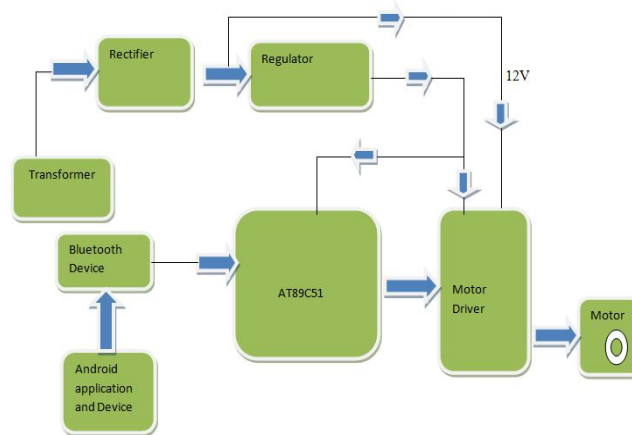 Rectifier
Regulator
12V
Transformer
Bluetooth
Device
AT89C51
Motor
Driver
Motor
Android
application
and Device